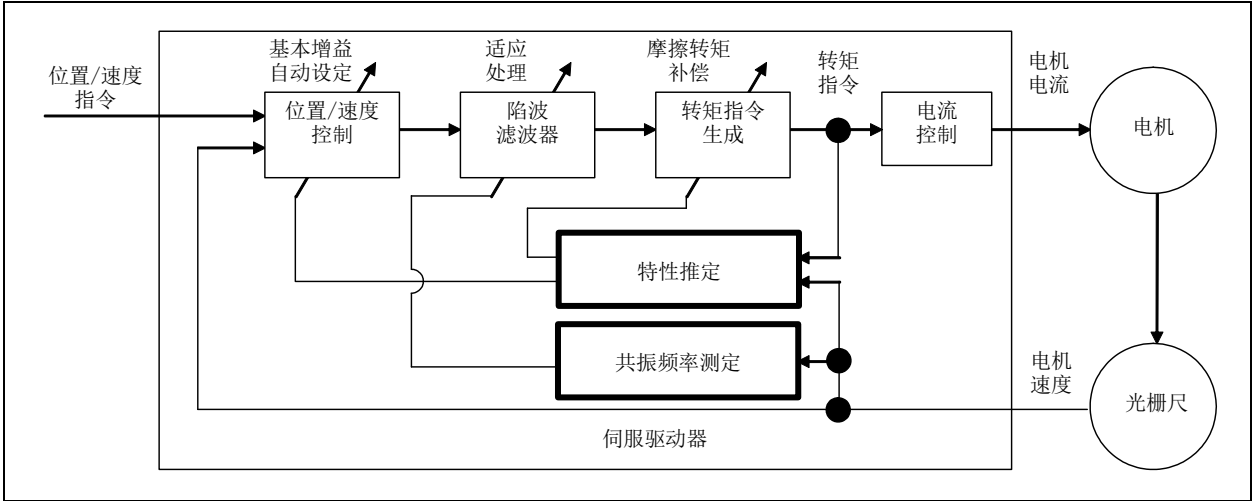 基本增益
自动设定
适应
处理
摩擦转矩
补偿
转矩
指令
电机
电流
位置/速度
指令
位置/速度
控制
陷波
滤波器
转矩指令
生成
电流
控制
电机
特性推定
共振频率测定
电机
速度
光栅尺
伺服驱动器